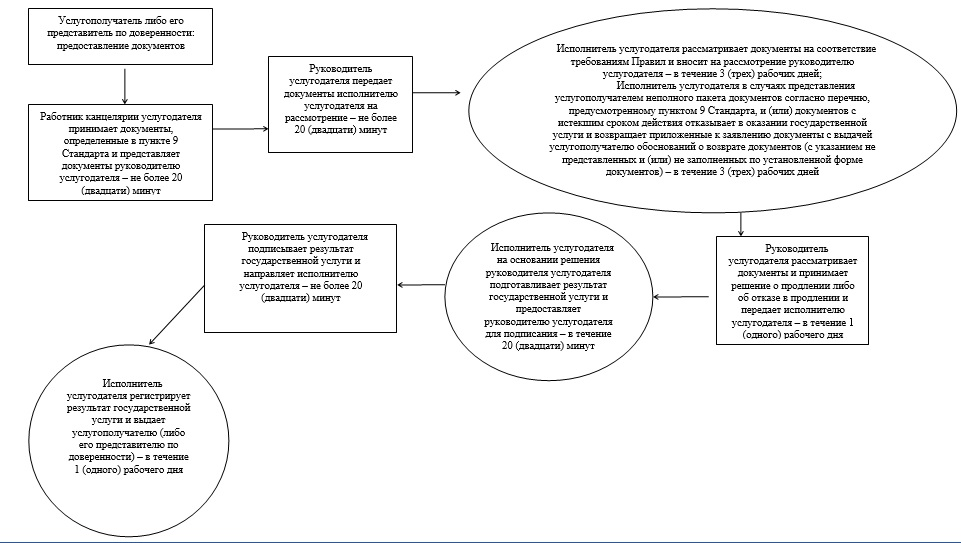 Услугополучатель либо его
представитель по доверенности:
предоставление документов
Работник канцелярии услугодателя
принимает документы,
определенные в пункте 9
Стандарта и представляет
документы руководителю
услугодателя – не более 20
(двадцати) минут
Руководитель
услугодателя передает
документы исполнителю
услугодателя на
рассмотрение – не более
20 (двадцати) минут
Исполнитель услугодателя рассматривает документы на соответствие
требованиям Правил и вносит на рассмотрение руководителю
услугодателя – в течение 3 (трех) рабочих дней;
Исполнитель услугодателя в случаях представления
услугополучателем неполного пакета документов согласно перечню,
предусмотренному пунктом 9 Стандарта, и (или) документов с
истекшим сроком действия отказывает в оказании государственной
услуги и возвращает приложенные к заявлению документы с выдачей
услугополучателю обоснований о возврате документов (с указанием не
представленных и (или) не заполненных по установленной форме
документов) – в течение 3 (трех) рабочих дней
Руководитель
услугодателя рассматривает
документы и принимает
решение о продлении либо
об отказе в продлении и
передает исполнителю
услугодателя – в течение 1
(одного) рабочего дня
Исполнитель услугодателя
на основании решения
руководителя услугодателя
подготавливает результат
государственной услуги и
предоставляет
руководителю услугодателя
для подписания – в течение
20 (двадцати) минут
Руководитель услугодателя
подписывает результат
государственной услуги и
направляет исполнителю
услугодателя – не более 20
(двадцати) минут
Исполнитель
услугодателя регистрирует
результат государственной
услуги и выдает
услугополучателю (либо
его представителю по
доверенности) – в течение
1 (одного) рабочего дня